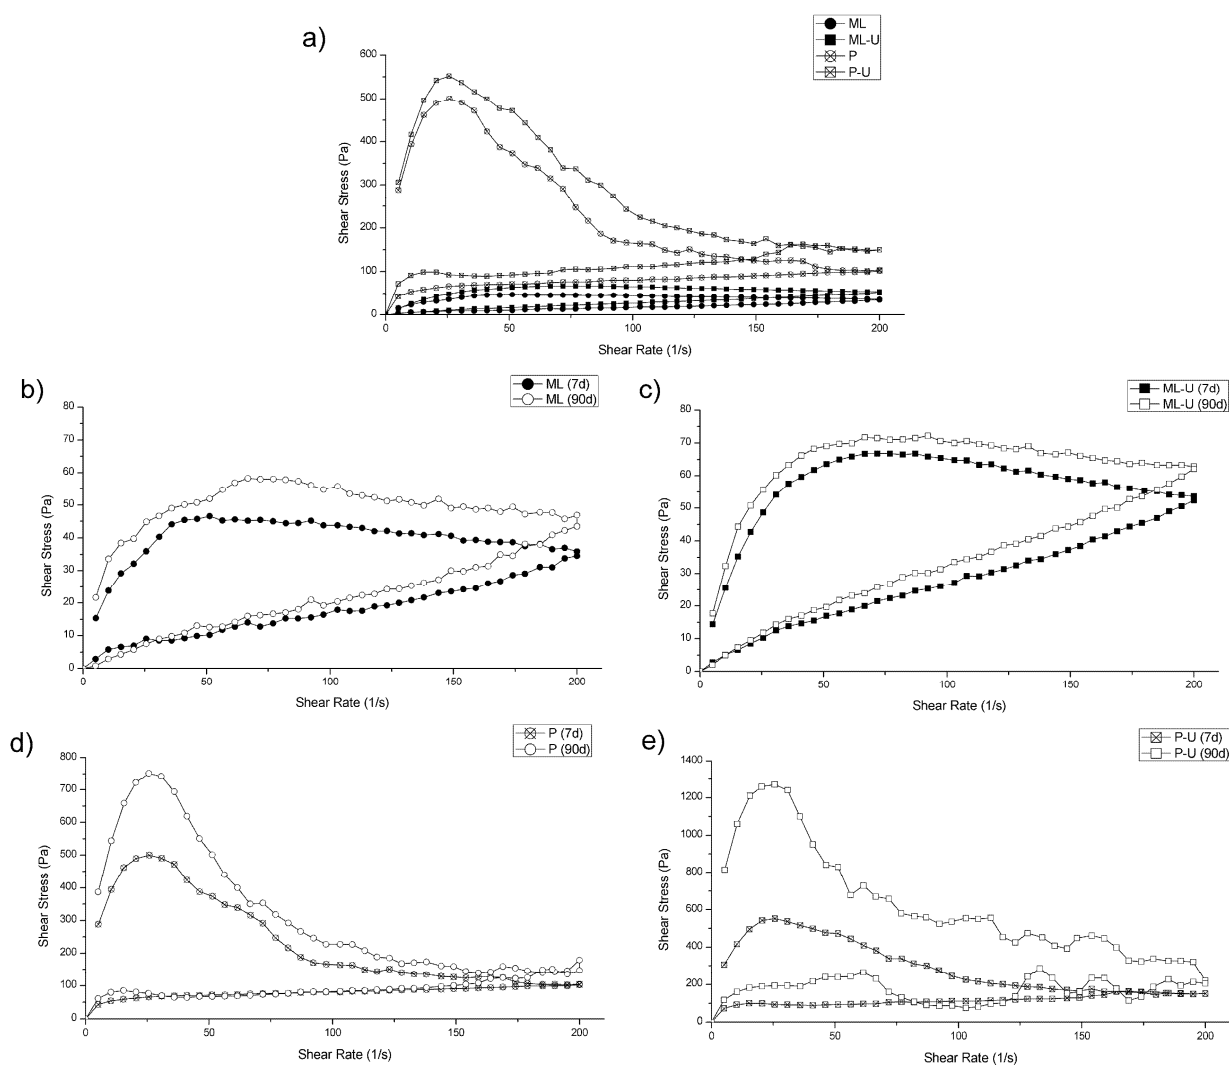 a)
ML
ML-U
P
P-U
600
500
400
300
200
100
0
0 50 100 150 200
Shear Stress (Pa)
Shear Rate (1/s)
b)
ML (7d)
ML (90d)
80
70
60
50
40
30
20
10
0
0 50 100 150 200
Shear Stress (Pa)
Shear Rate (1/s)
c)
ML-U (7d)
ML-U (90d)
80
70
60
50
40
30
20
10
0
0 50 100 150 200
Shear Stress (Pa)
Shear Rate (1/s)
d)
P (7d)
P (90d)
800
700
600
500
400
300
200
100
0
0 50 100 150 200
Shear Stress (Pa)
Shear Rate (1/s)
e)
P-U (7d)
P-U (90d)
1400
1200
1000
800
600
400
200
0
0 50 100 150 200
Shear Stress (Pa)
Shear Rate (1/s)